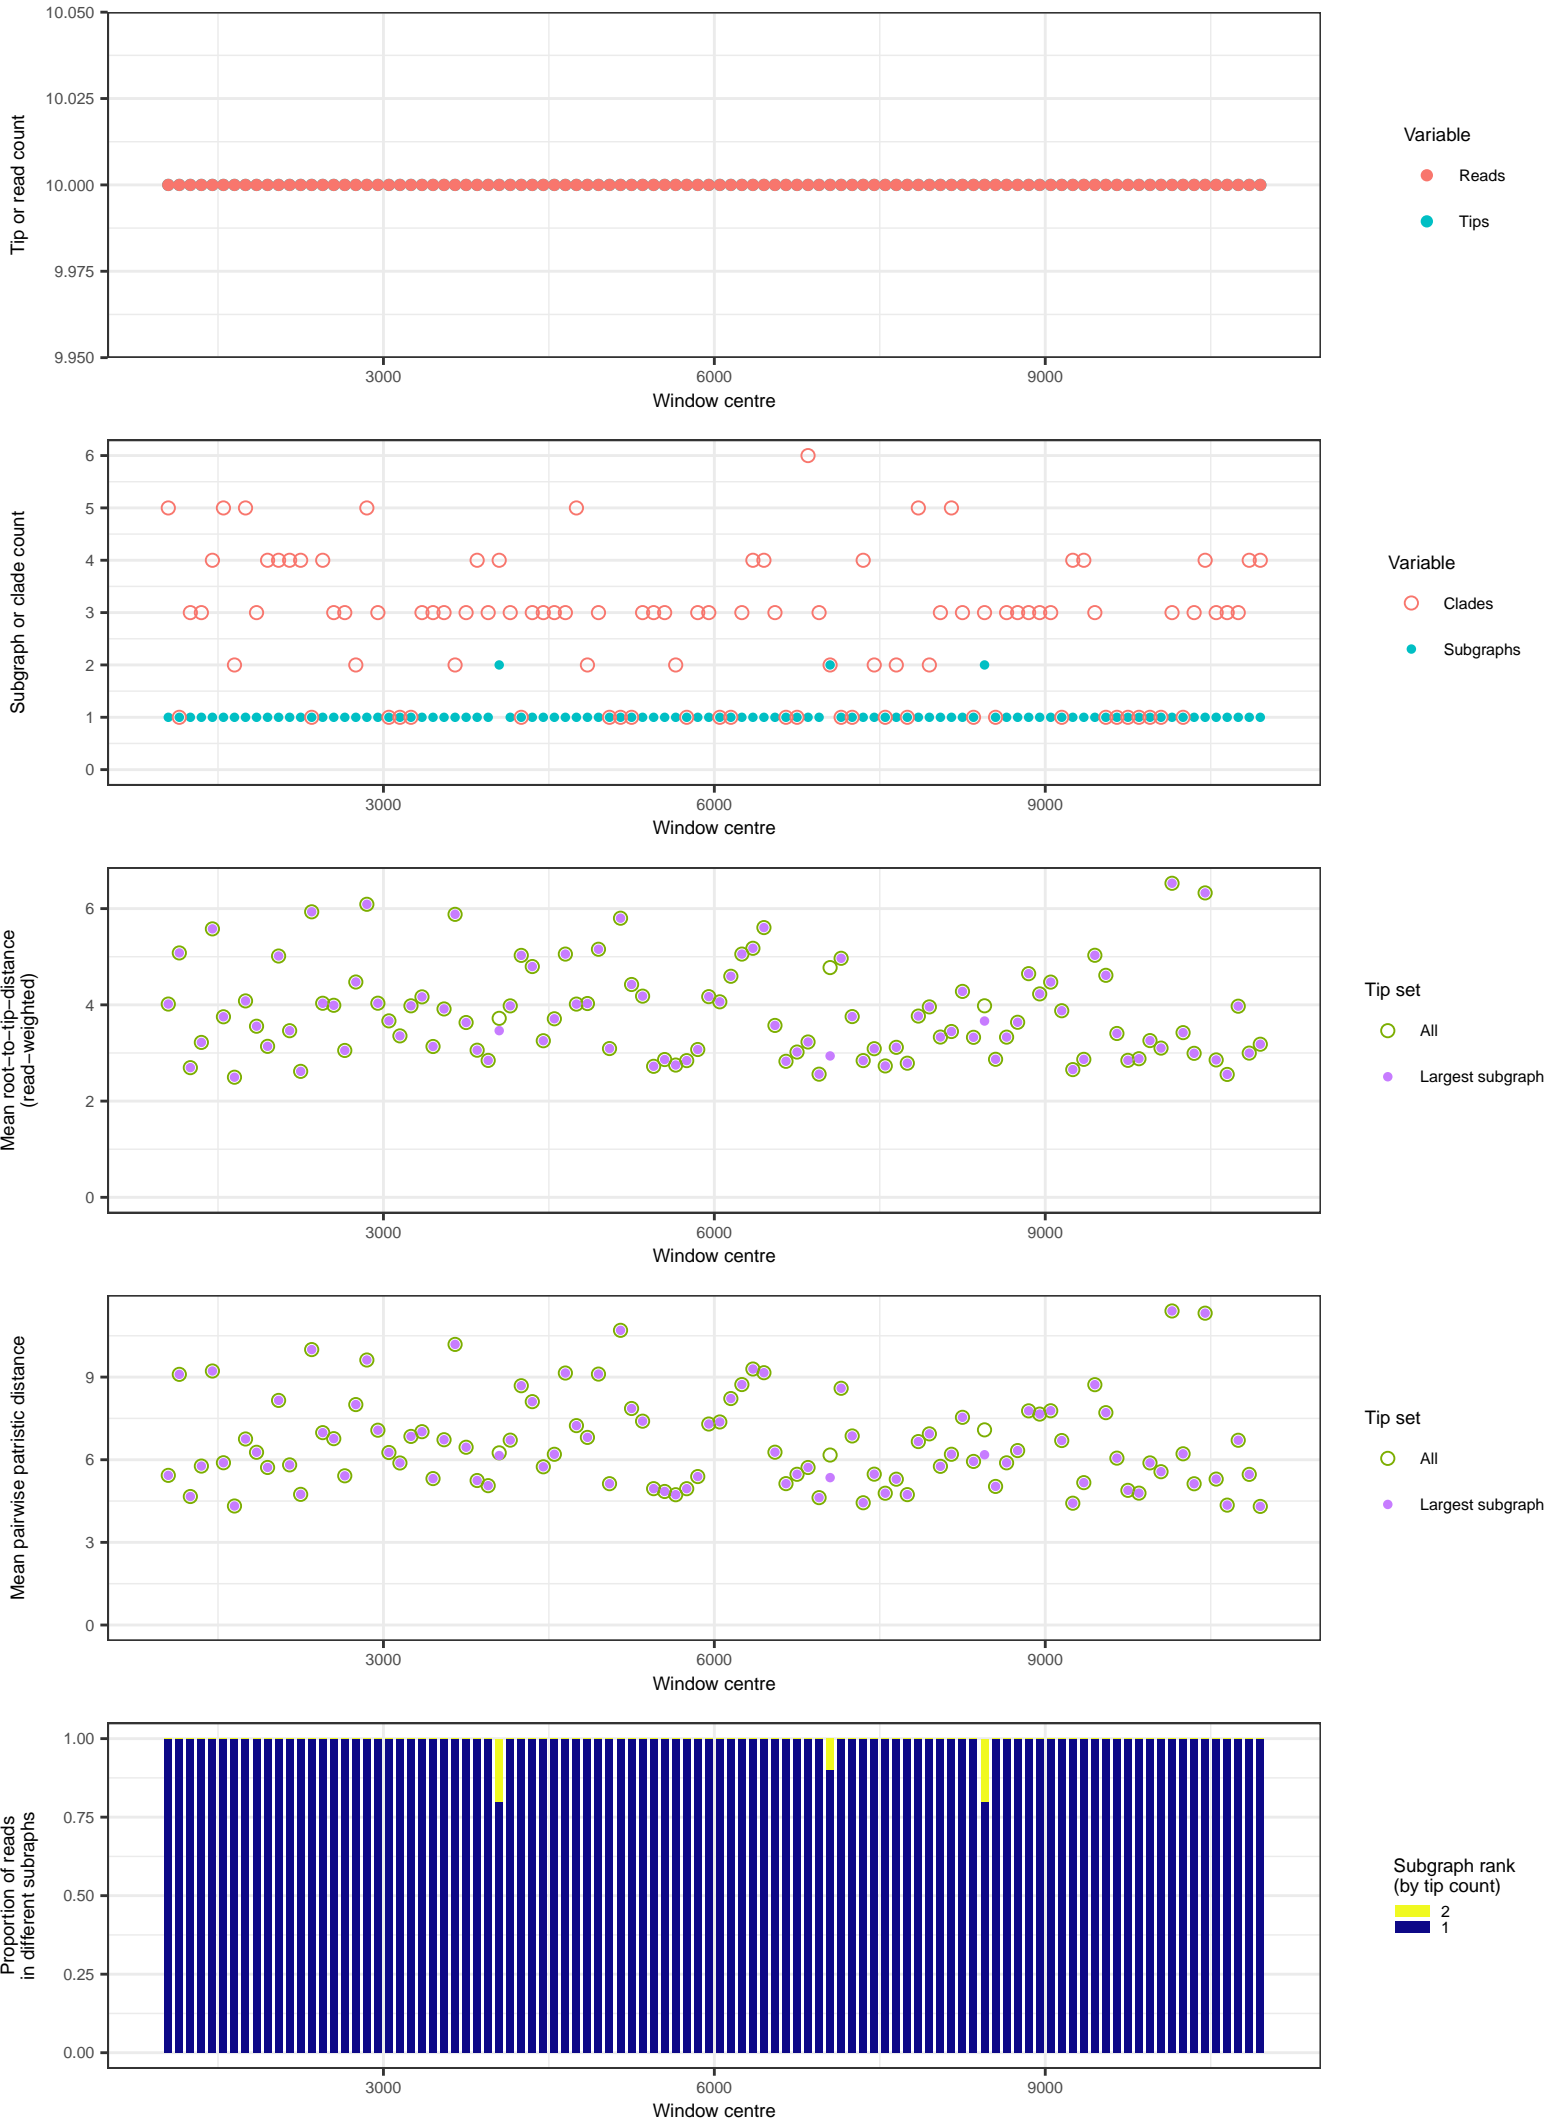 10.050
10.025
10.000
9.975
9.950
Tip or read count
3000 6000 9000
Window centre
Variable
Reads
Tips
6
5
4
3
2
1
0
Subgraph or clade count
3000 6000 9000
Window centre
Variable
Clades
Subgraphs
6
4
2
0
Mean root−to−tip−distance
(read−weighted)
3000 6000 9000
Window centre
Tip set
All
Largest subgraph
9
6
3
0
Mean pairwise patristic distance
3000 6000 9000
Window centre
Tip set
All
Largest subgraph
1.00
0.75
0.50
0.25
0.00
Proportion of reads
in different subraphs
3000 6000 9000
Window centre
Subgraph rank
(by tip count)
2
1